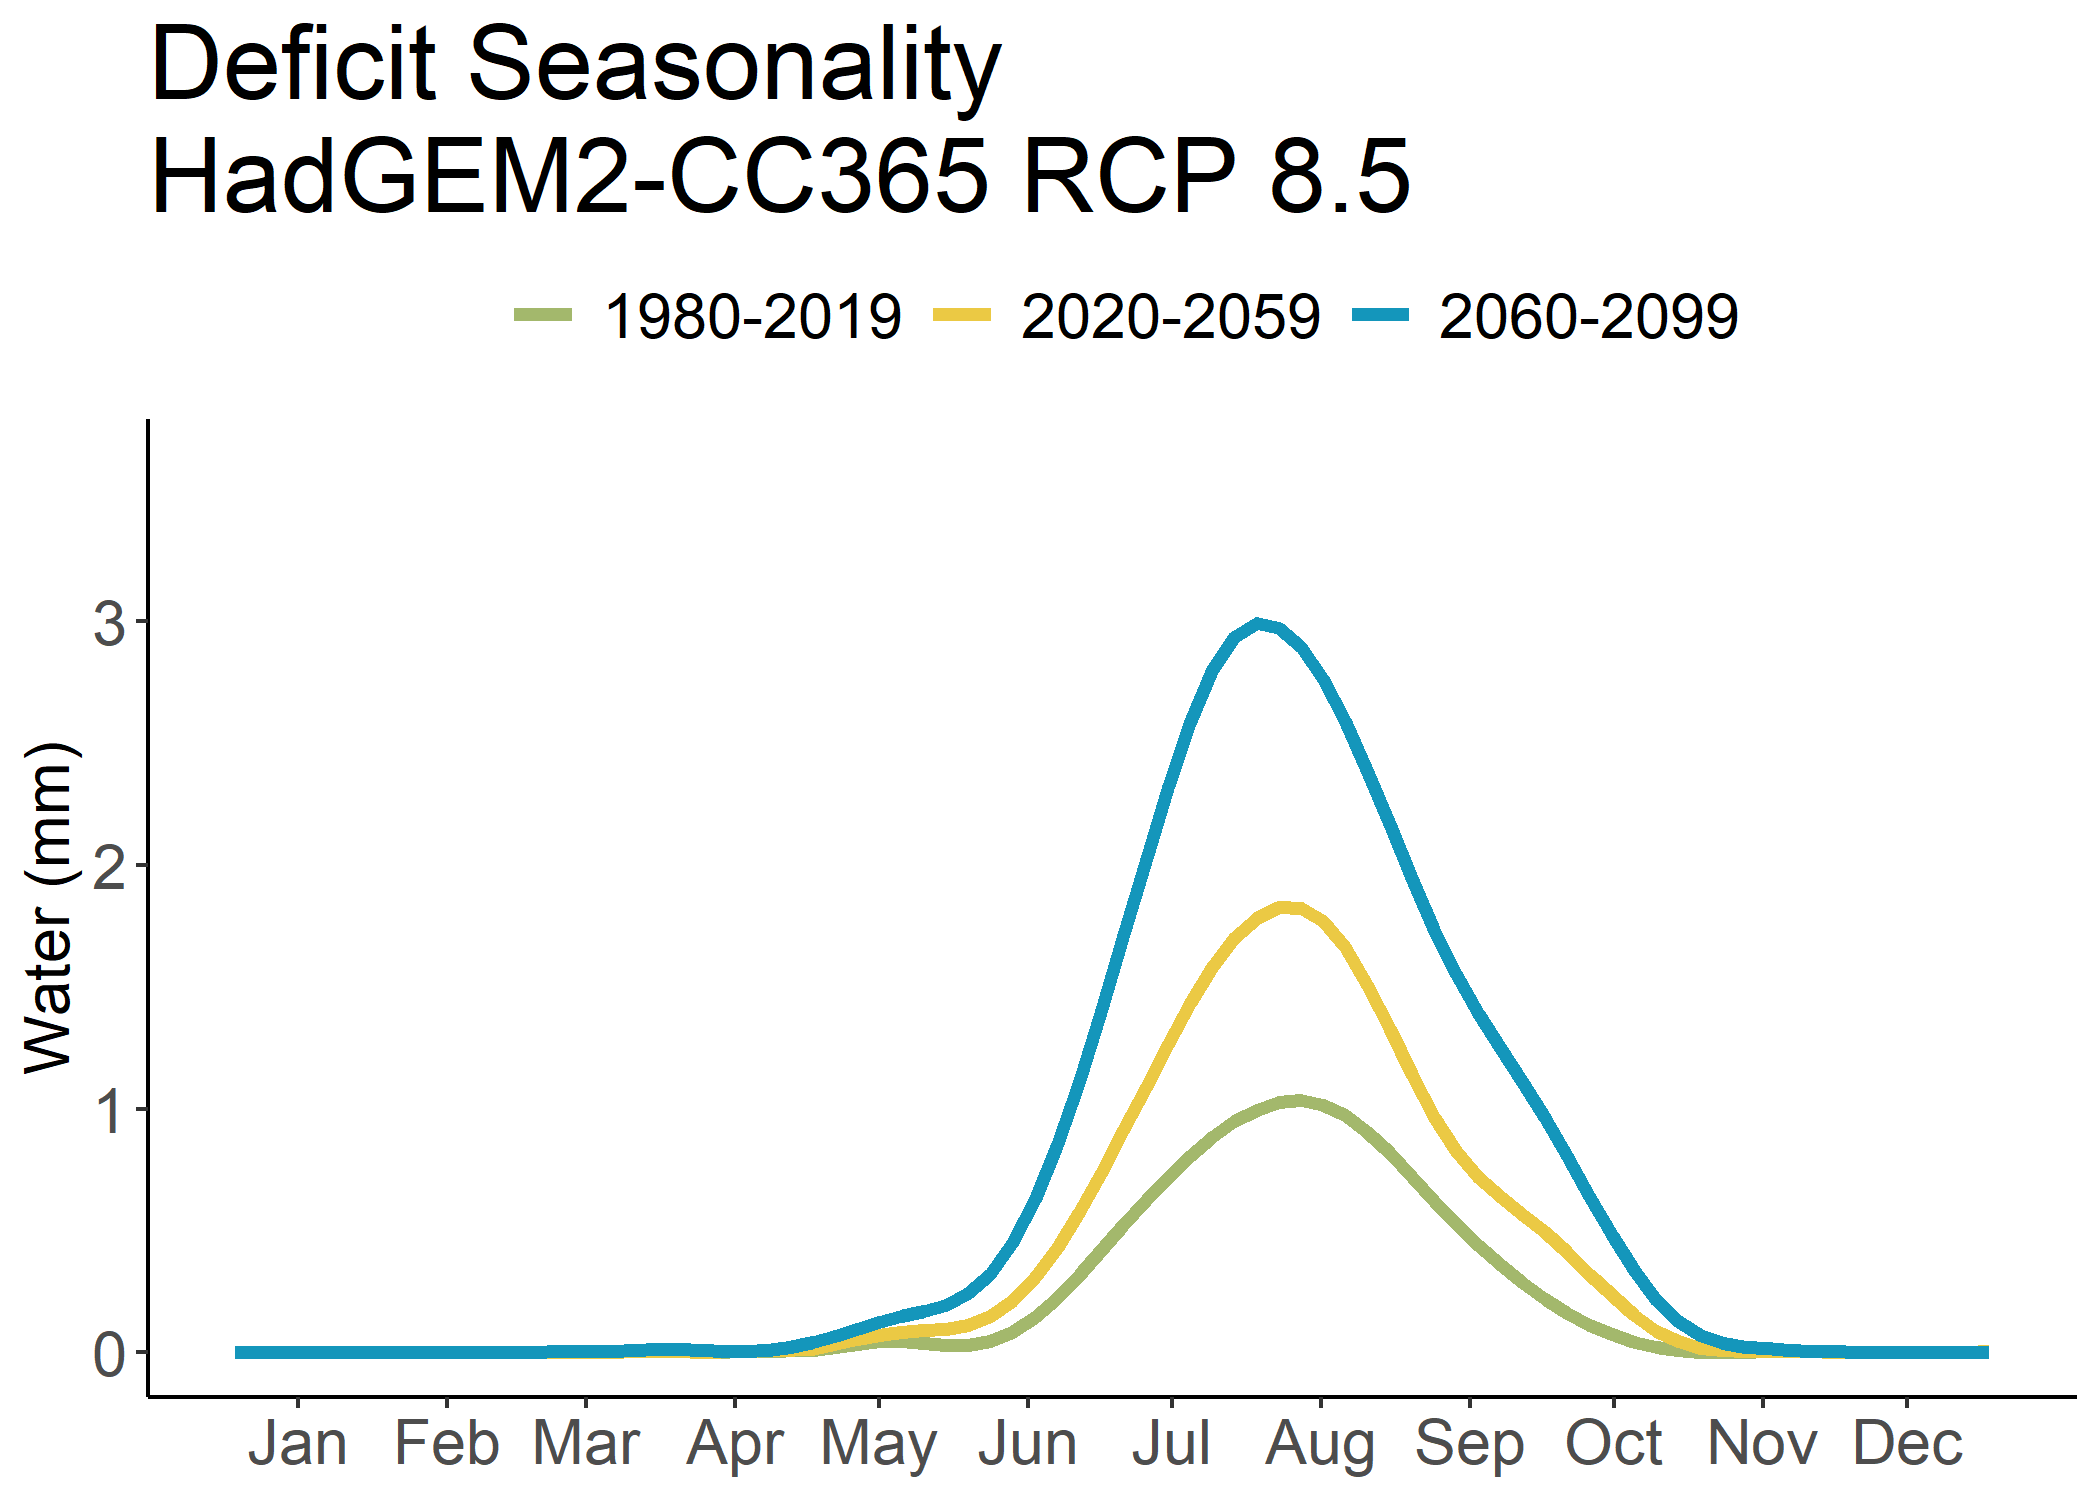 Deficit Seasonality
HadGEM2-CC365 RCP 8.5
1980-2019 2020-2059 2060-2099
Water (mm)
3
2
1
0
Jan Feb Mar Apr May Jun Jul Aug Sep Oct Nov Dec